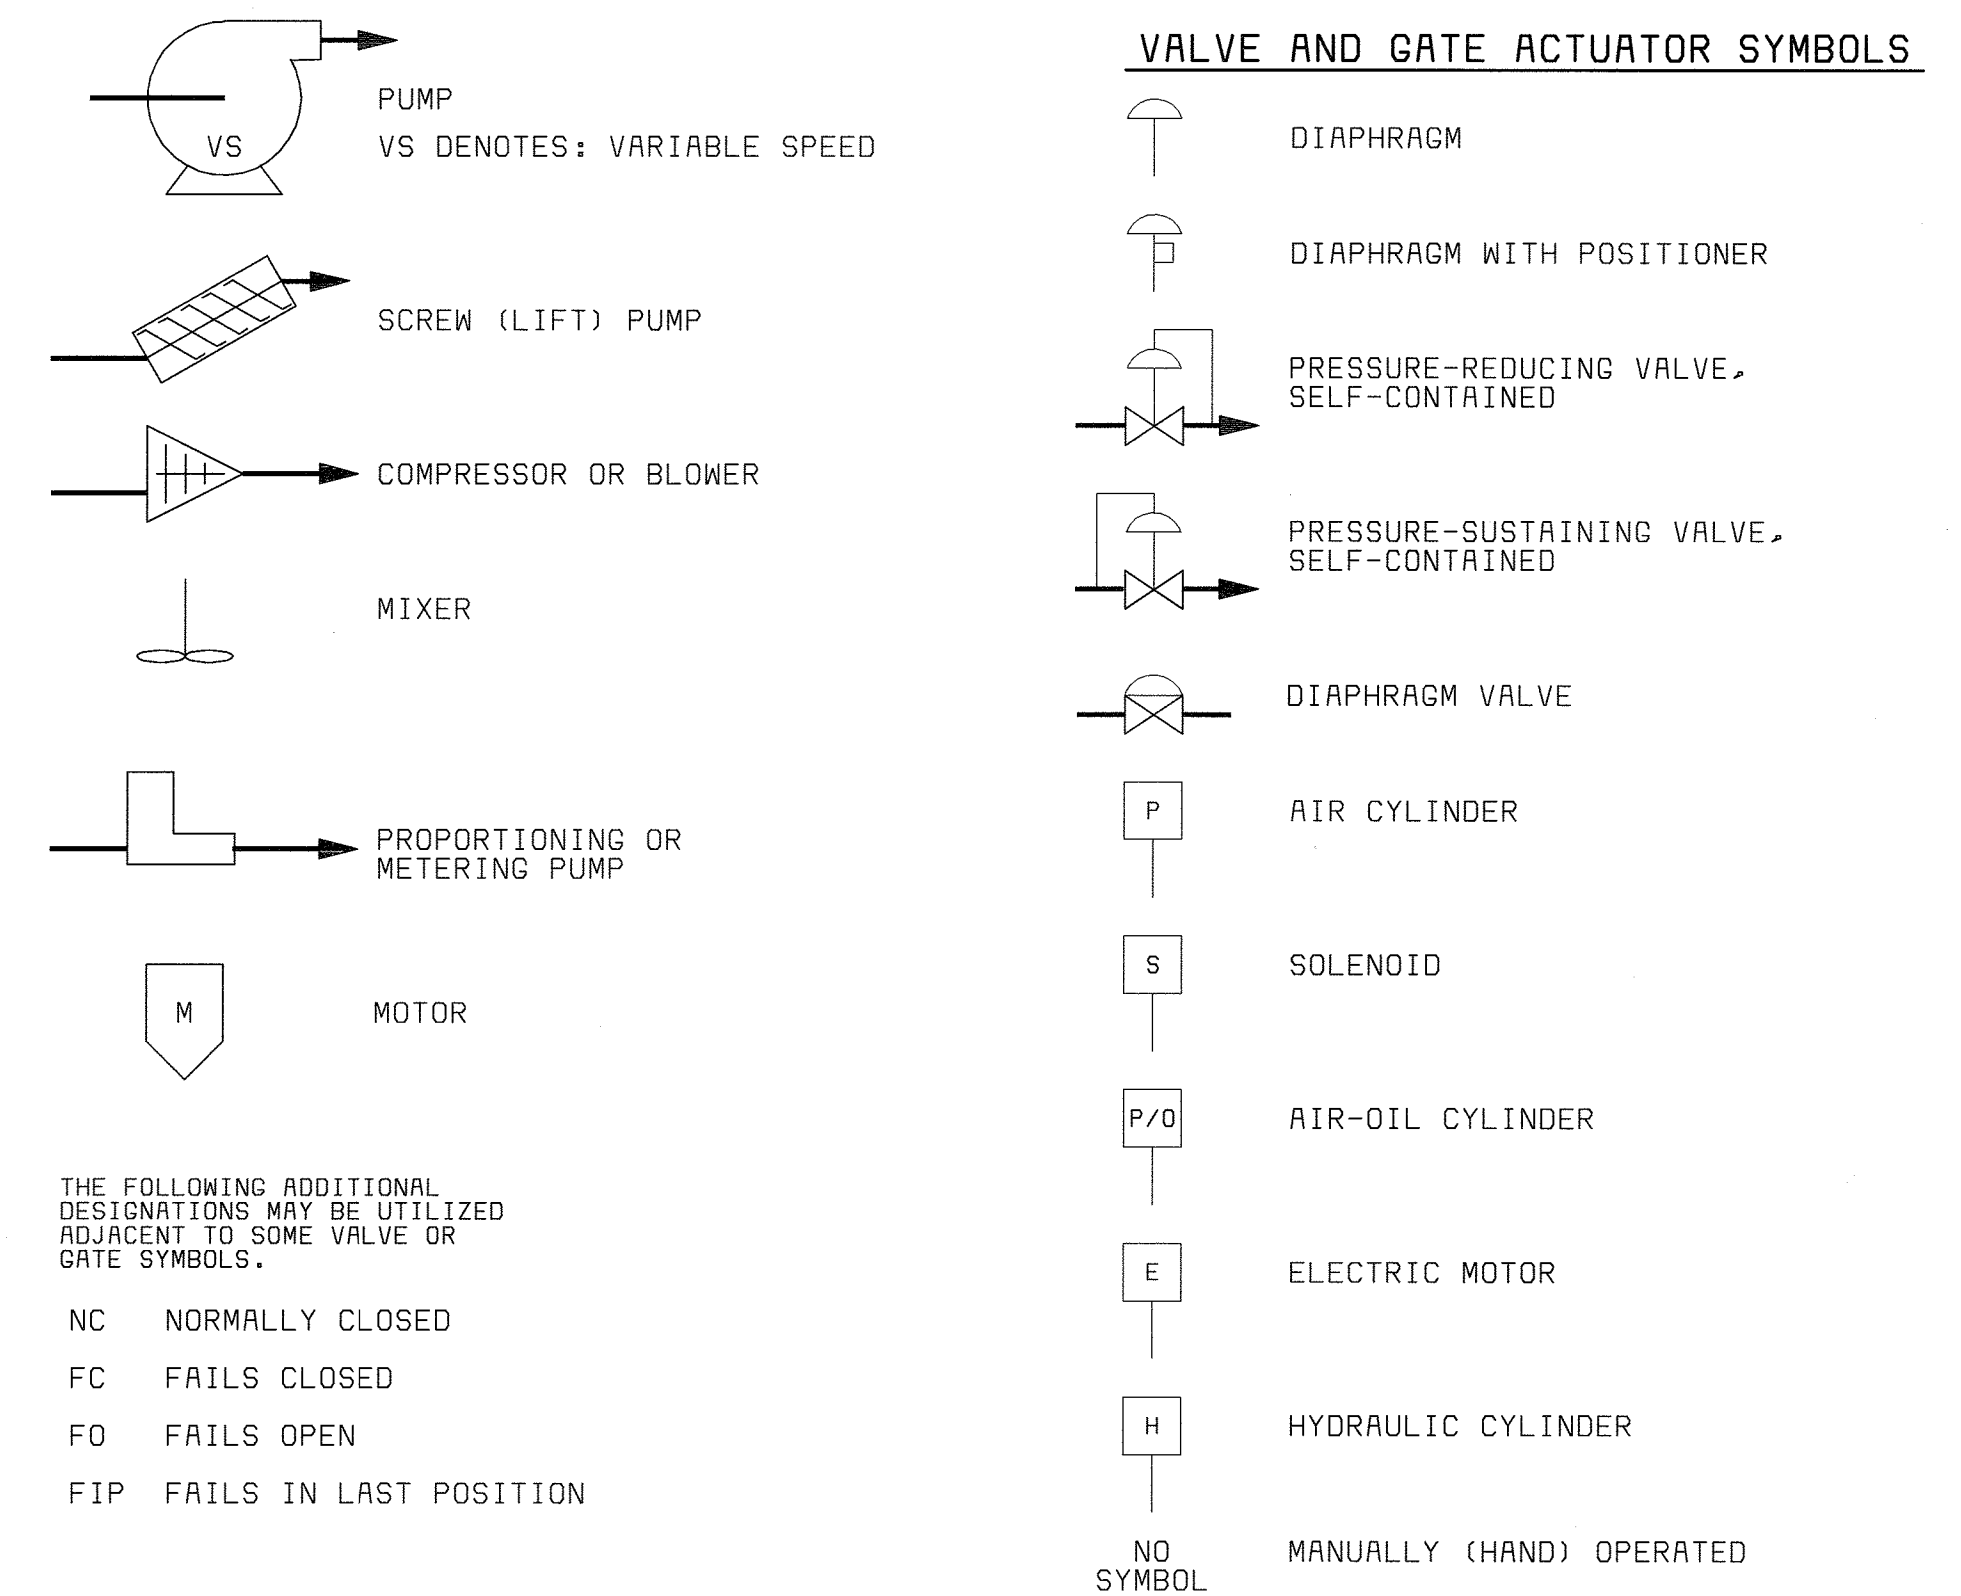 PUMP
VS
VS DENOTES: VARIABLE SPEED
SCREW (LIFT) PUMP
COMPRESSOR OR BLOWER
MIXER
PROPORTIONING OR
METERING PUMP
M
MOTOR
THE FOLLOWING ADDITIONAL
DESIGNATIONS MAY BE UTILIZED
ADJACENT TO SOME VALVE OR
GATE SYMBOLS.
NC NORMALLY CLOSED
FC FAILS CLOSED
FO FAILS OPEN
FIP FAILS IN LAST POSITION
VALVE AND GATE ACTUATOR SYMBOLS
DIAPHRAGM
DIAPHRAGM WITH POSITIONER
PRESSURE-REDUCING VALVE,
SELF-CONTAINED
PRESSURE-SUSTAINING VALVE,
SELF-CONTAINED
DIAPHRAGM VALVE
P
AIR CYLINDER
S
SOLENOID
P/O
AIR-OIL CYLINDER
E
ELECTRIC MOTOR
H
HYDRAULIC CYLINDER
NO
SYMBOL
MANUALLY (HAND) OPERATED